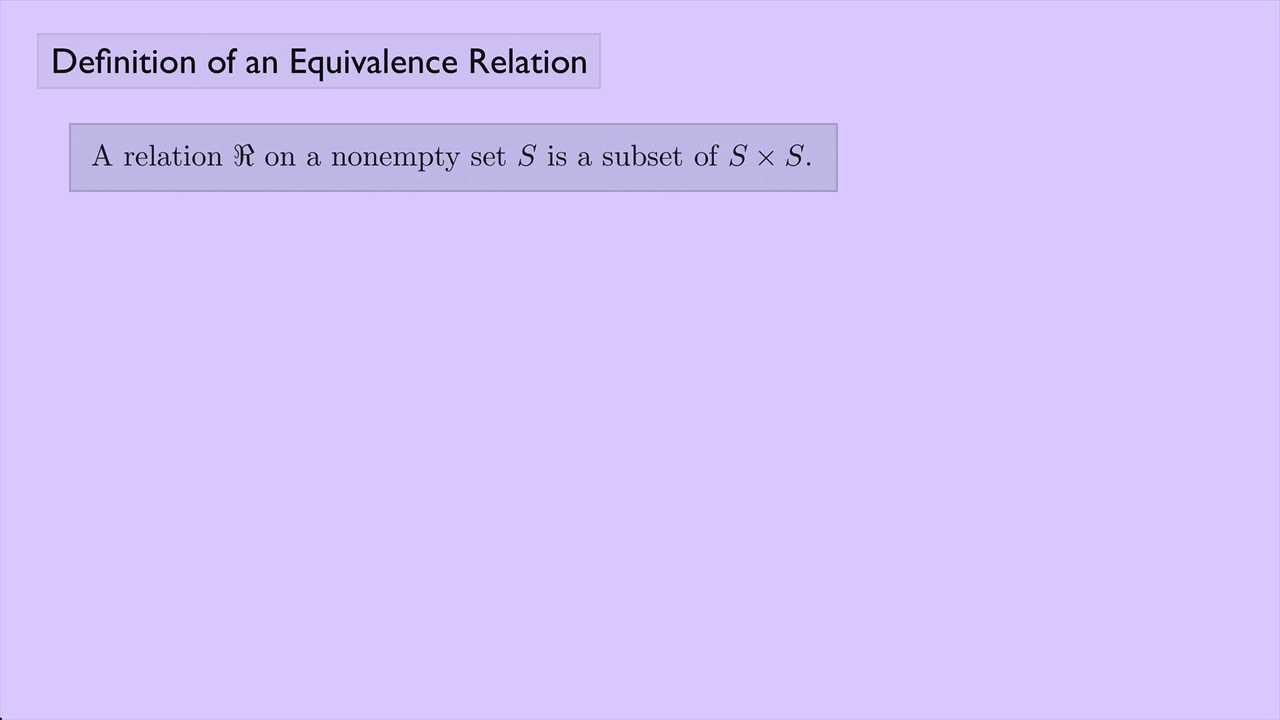 Definition of an Equivalence Relation
A relation ℜ on a nonempty set S is a subset of S × S.